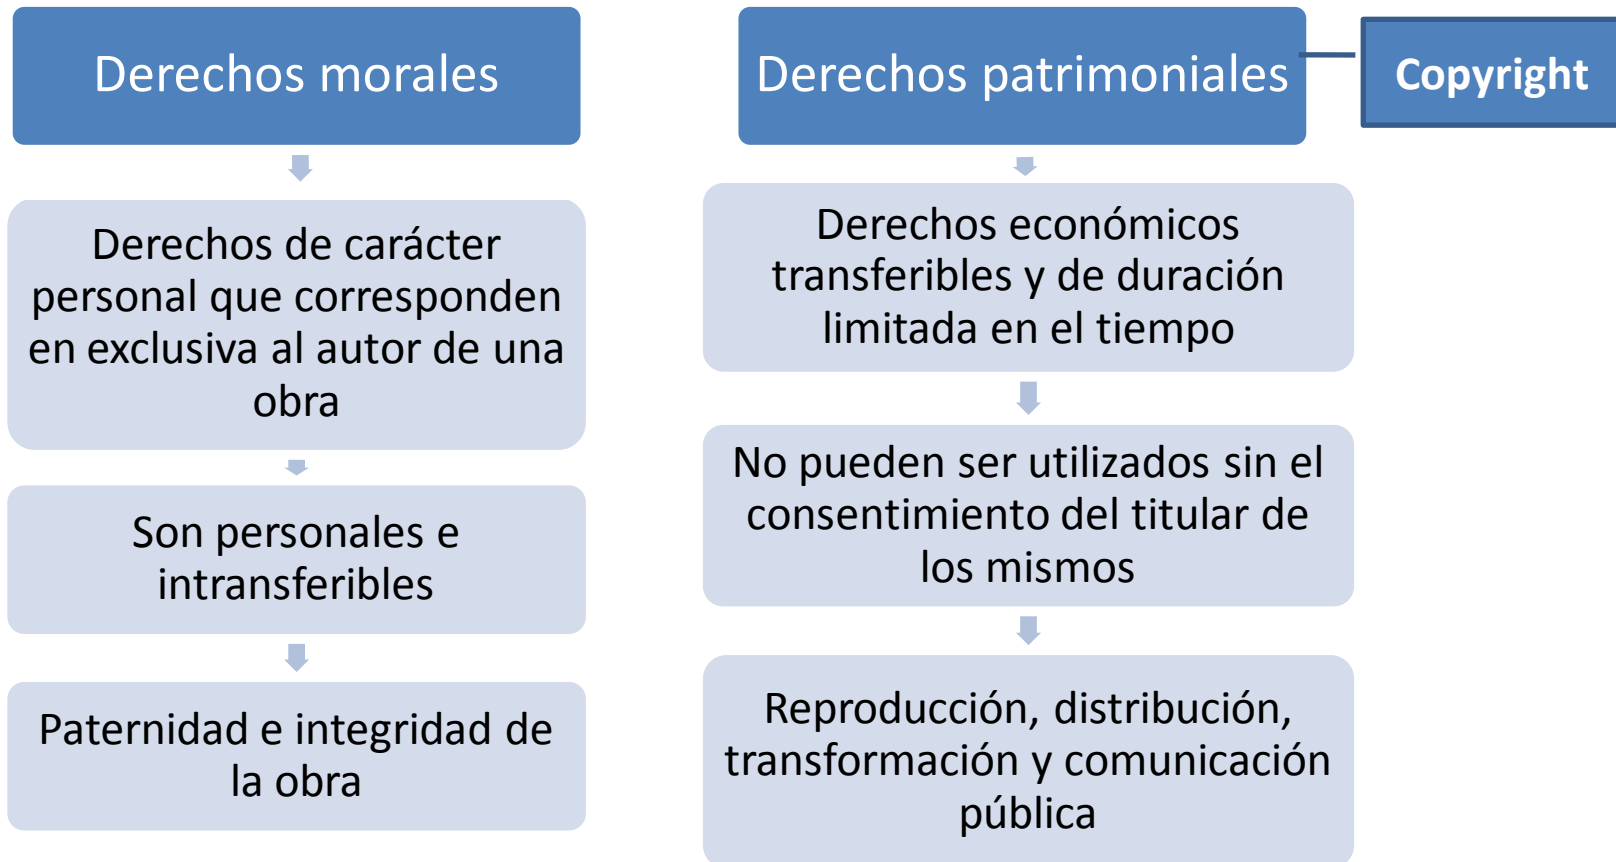 Derechos morales
Derechos de carácter
personal que corresponden
en exclusiva al autor de una
obra
Son personales e
intransferibles
Paternidad e integridad de
la obra
Derechos patrimoniales
Copyright
Derechos económicos
transferibles y de duración
limitada en el tiempo
No pueden ser utilizados sin el
consentimiento del titular de
los mismos
Reproducción, distribución,
transformación y comunicación
pública